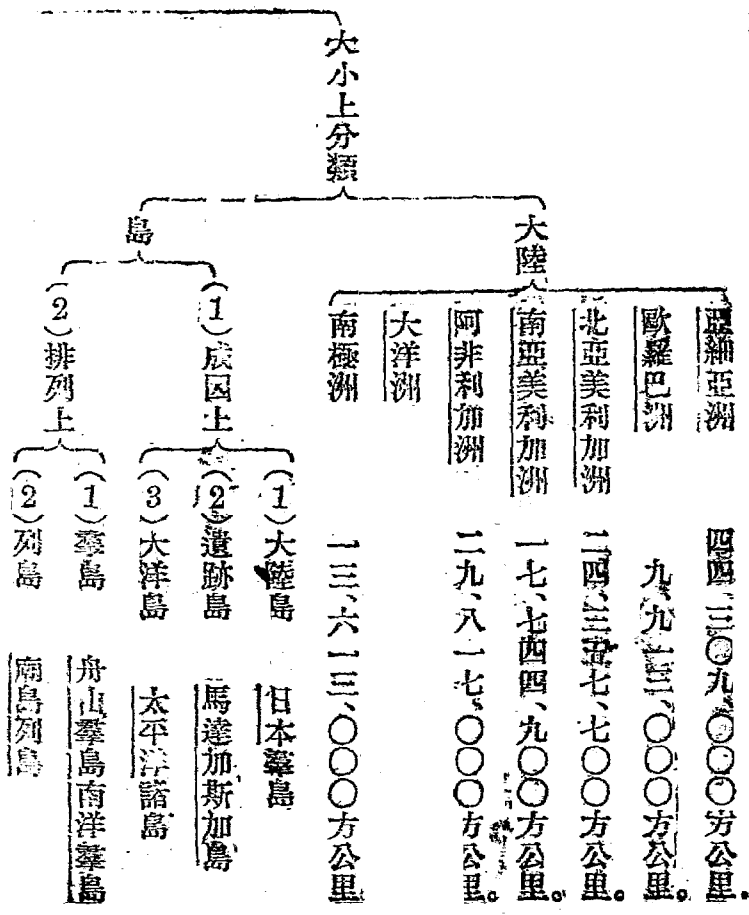 大小上分類
大陸
亞細亞洲 四四、三〇九、〇〇〇方公里。
歐羅巴洲 九、九一三、〇〇〇方公里。
北亞美利加洲 二四、三五七、七〇〇方公里。
南亞美利加洲 一七、七四四、九〇〇方公里。
阿非利加洲 二九、八一七、〇〇〇方公里。
大洋洲
南極洲 一三、六一三、〇〇〇方公里
島
(1)成因上
(1)大陸島 日本羣島
(2)遺跡島 馬達加斯加島
(3)大洋島 太平洋諸島
(2)排列上
(1)羣島 舟山羣島南洋羣島
(2)列島 廟島列島